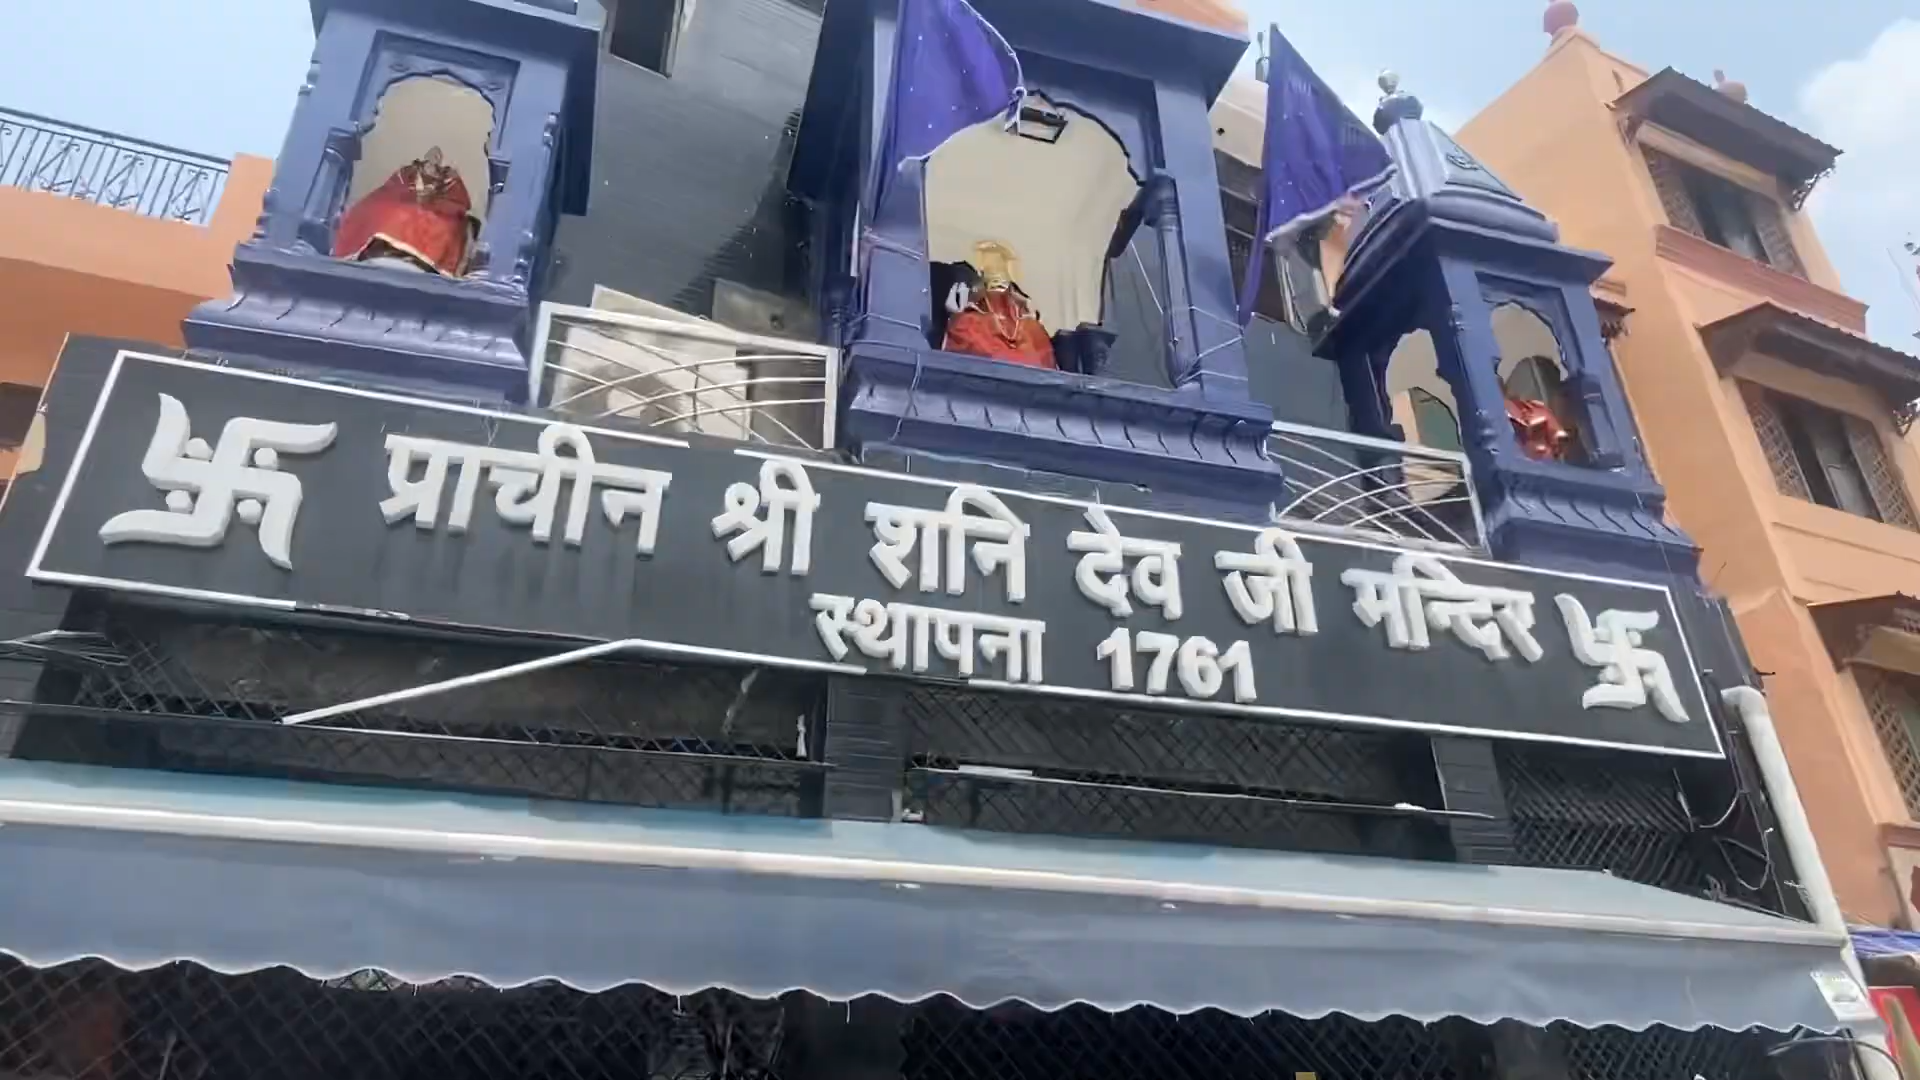 प्राचीन श्री शनि देव जी मन्दिर
स्थापना 1761